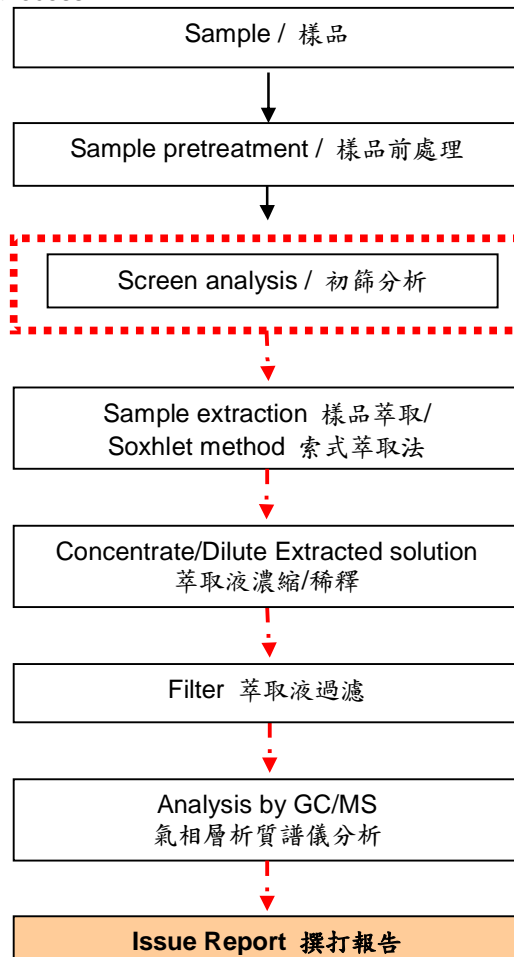 Sample / 樣品
Sample pretreatment / 樣品前處理
Screen analysis / 初篩分析
Sample extraction 樣品萃取/
Soxhlet method 索式萃取法
Concentrate/Dilute Extracted solution
萃取液濃縮/稀釋
Filter 萃取液過濾
Analysis by GC/MS
氣相層析質譜儀分析
Issue Report 撰打報告